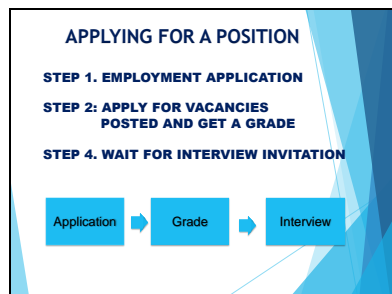 APPLYING FOR A POSITION
STEP 1. EMPLOYMENT APPLICATION
STEP 2: APPLY FOR VACANCIES
POSTED AND GET A GRADE
STEP 4. WAIT FOR INTERVIEW INVITATION
Application
Grade
Interview